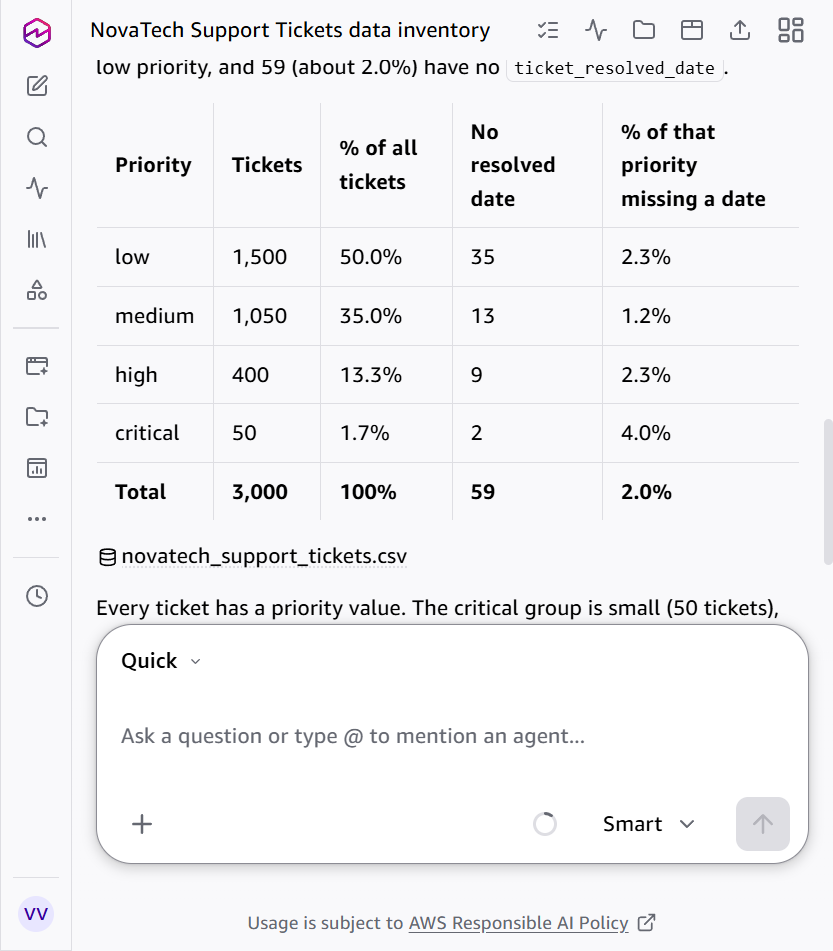 NovaTech Support Tickets data inventory
low priority, and 59 (about 2.0%) have no ticket_resolved_date.
Priority Tickets % of all tickets No resolved date % of that priority missing a date
low 1,500 50.0% 35 2.3%
medium 1,050 35.0% 13 1.2%
high 400 13.3% 9 2.3%
critical 50 1.7% 2 4.0%
Total 3,000 100% 59 2.0%
novatech_support_tickets.csv
Every ticket has a priority value. The critical group is small (50 tickets),
Quick
Ask a question or type @ to mention an agent...
Smart
VV
Usage is subject to AWS Responsible AI Policy